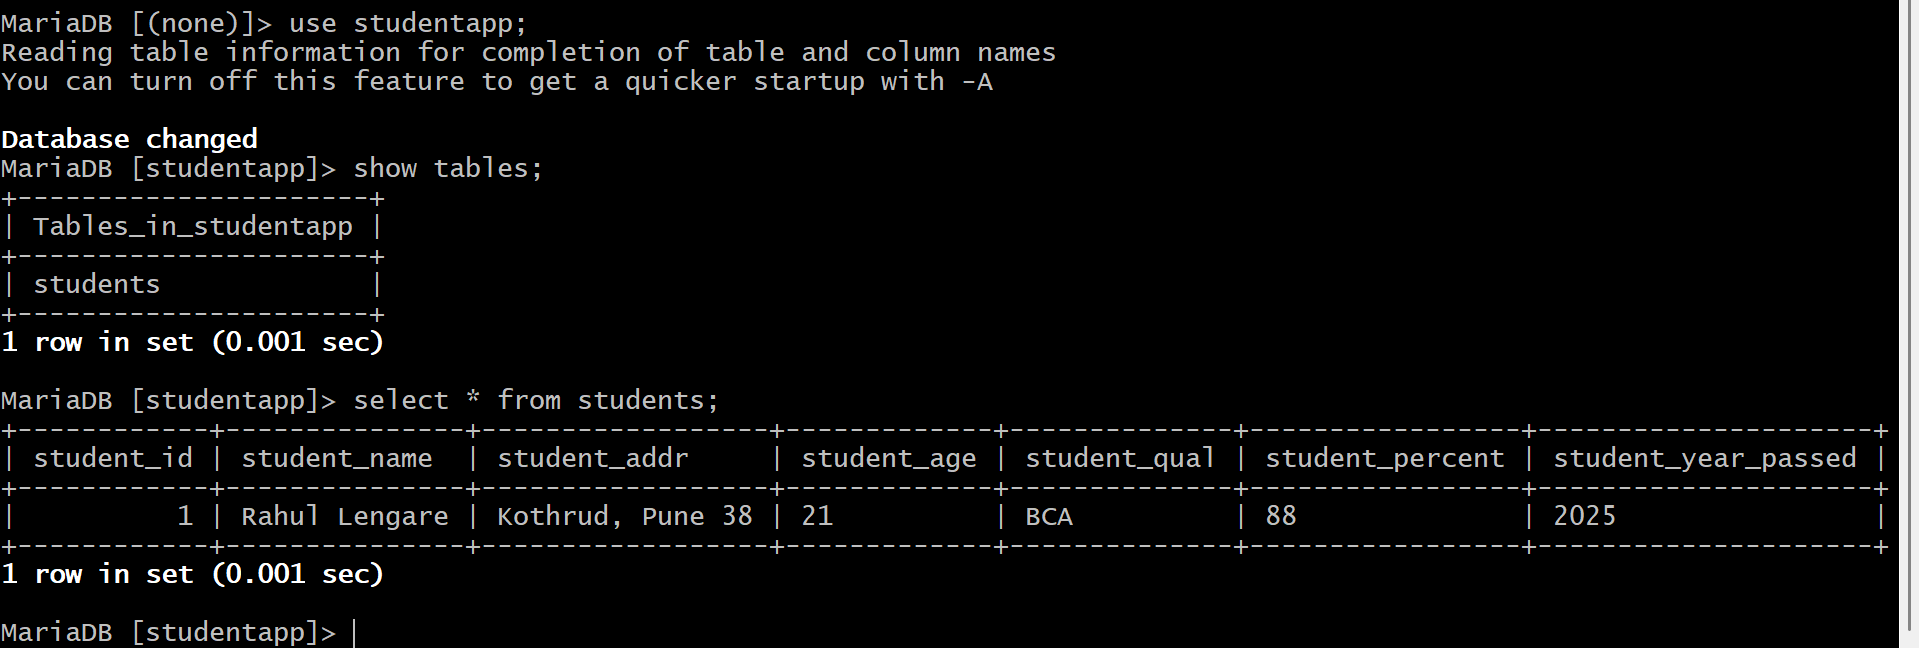 MariaDB [(none)]> use studentapp;
Reading table information for completion of table and column names
You can turn off this feature to get a quicker startup with -A
Database changed
MariaDB [studentapp]> show tables;
+----------------------+
| Tables_in_studentapp |
+----------------------+
| students             |
+----------------------+
1 row in set (0.001 sec)
MariaDB [studentapp]> select * from students;
+------------+---------------+------------------+-------------+--------------+-----------------+---------------------+
| student_id | student_name  | student_addr     | student_age | student_qual | student_percent | student_year_passed |
+------------+---------------+------------------+-------------+--------------+-----------------+---------------------+
|          1 | Rahul Lengare | Kothrud, Pune 38 | 21          | BCA          | 88              | 2025                |
+------------+---------------+------------------+-------------+--------------+-----------------+---------------------+
1 row in set (0.001 sec)
MariaDB [studentapp]>